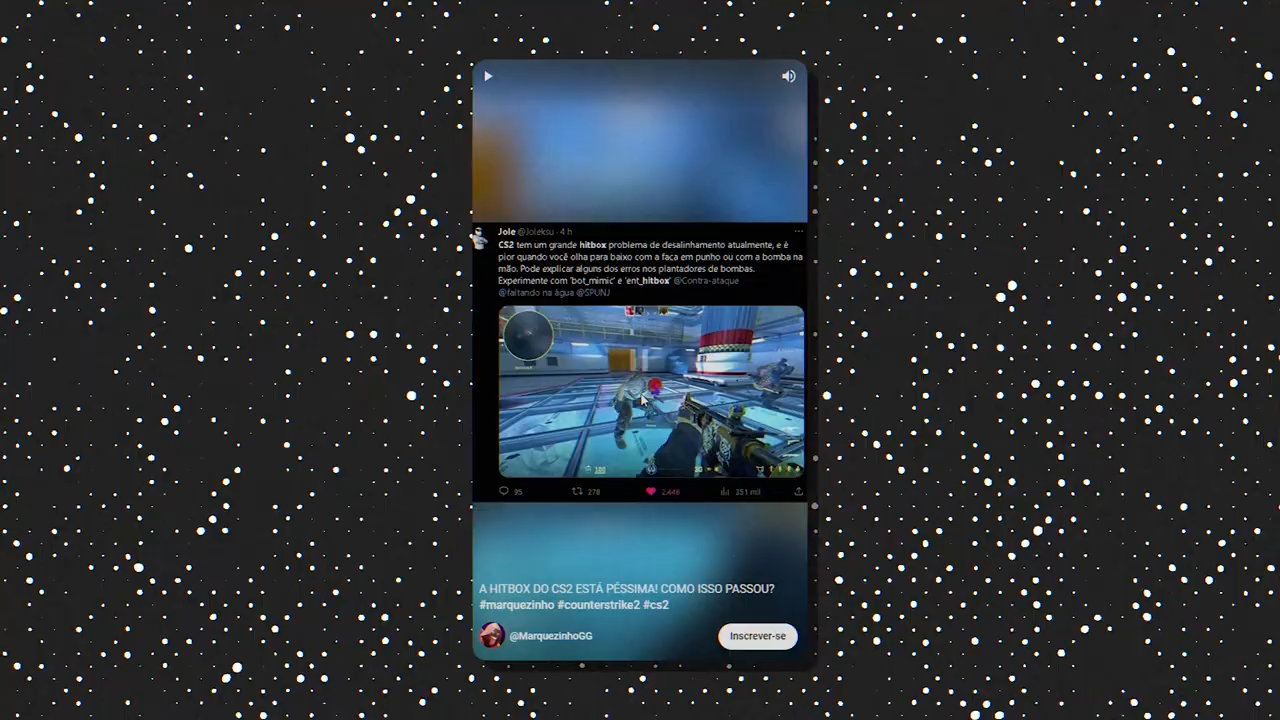 Jole @Joleksu · 4 h
CS2 tem um grande hitbox problema de desalinhamento atualmente, e é
pior quando você olha para baixo com a faca em punho ou com a bomba na
mão. Pode explicar alguns dos erros nos plantadores de bombas.
Experimente com 'bot_mimic' e 'ent_hitbox' @Contra-ataque
@faltando na água @SPUNJ
100
95 278 2.446 351 mil
A HITBOX DO CS2 ESTÁ PÉSSIMA! COMO ISSO PASSOU?
#marquezinho #counterstrike2 #cs2
@MarquezinhoGG Inscrever-se